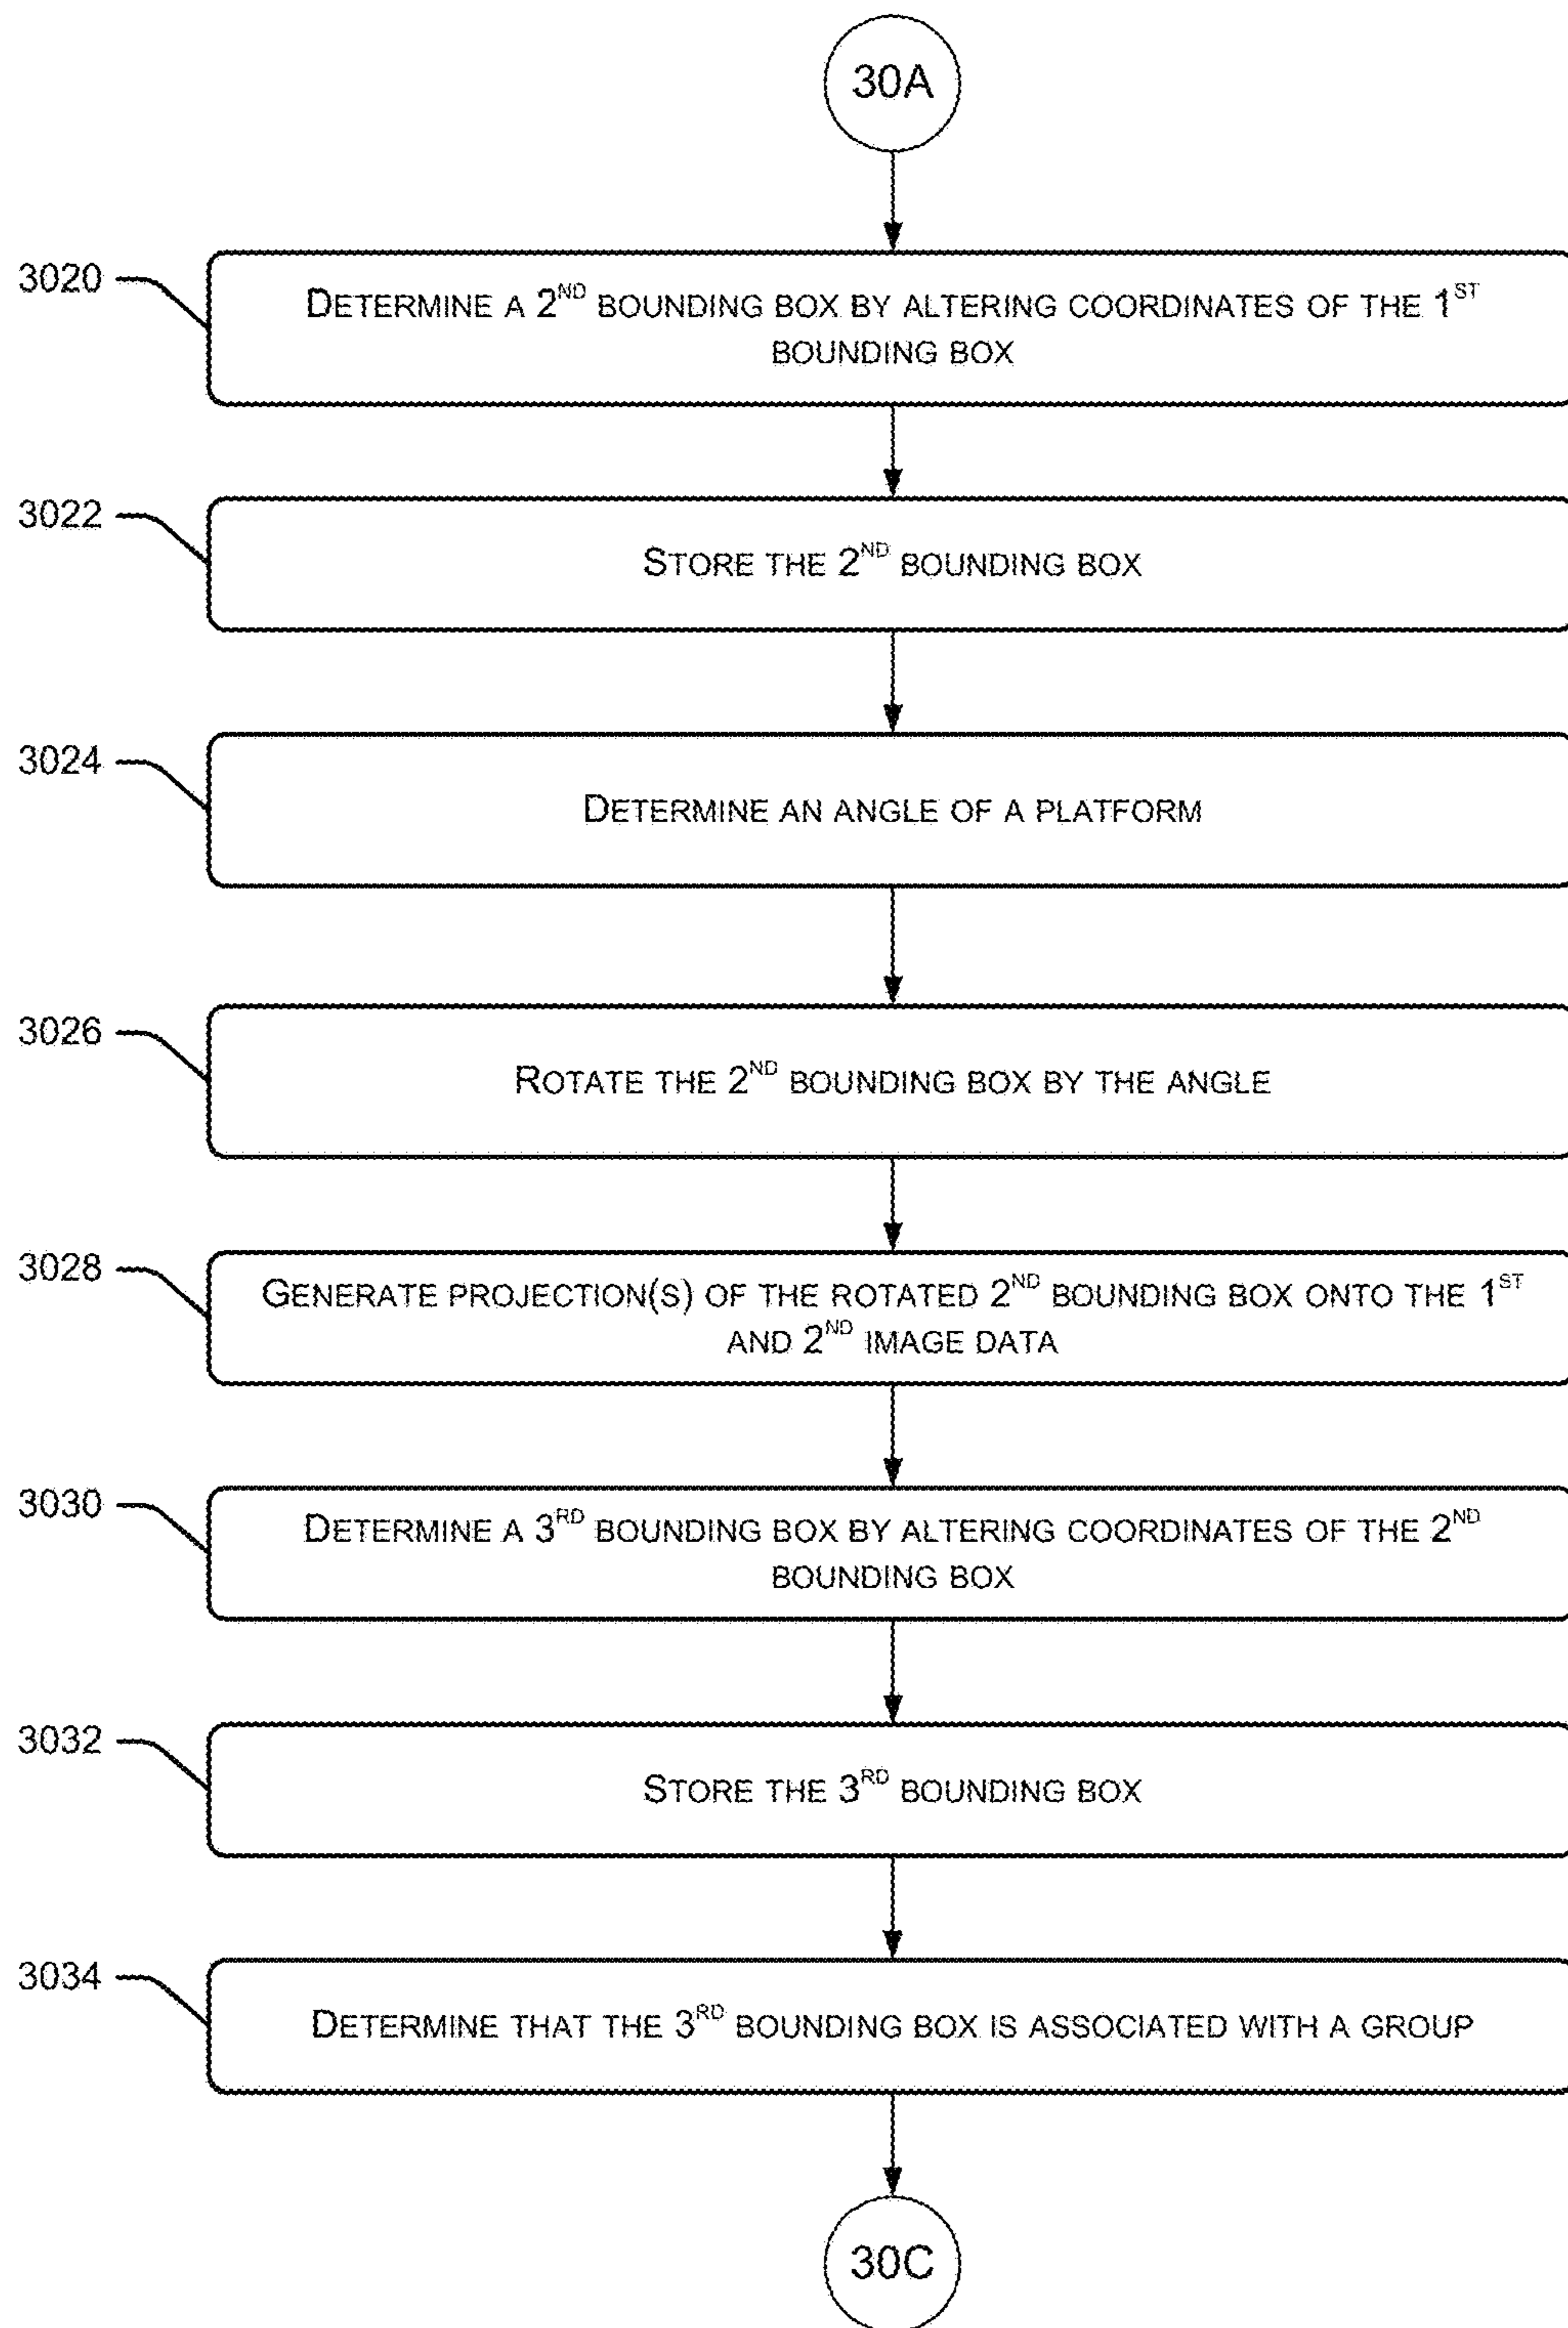 30A
3020
DETERMINE A 2ND BOUNDING BOX BY ALTERING COORDINATES OF THE 1ST
BOUNDING BOX
3022
STORE THE 2ND BOUNDING BOX
3024
DETERMINE AN ANGLE OF A PLATFORM
3026
ROTATE THE 2ND BOUNDING BOX BY THE ANGLE
3028
GENERATE PROJECTION(S) OF THE ROTATED 2ND BOUNDING BOX ONTO THE 1ST
AND 2ND IMAGE DATA
3030
DETERMINE A 3RD BOUNDING BOX BY ALTERING COORDINATES OF THE 2ND
BOUNDING BOX
3032
STORE THE 3RD BOUNDING BOX
3034
DETERMINE THAT THE 3RD BOUNDING BOX IS ASSOCIATED WITH A GROUP
30C